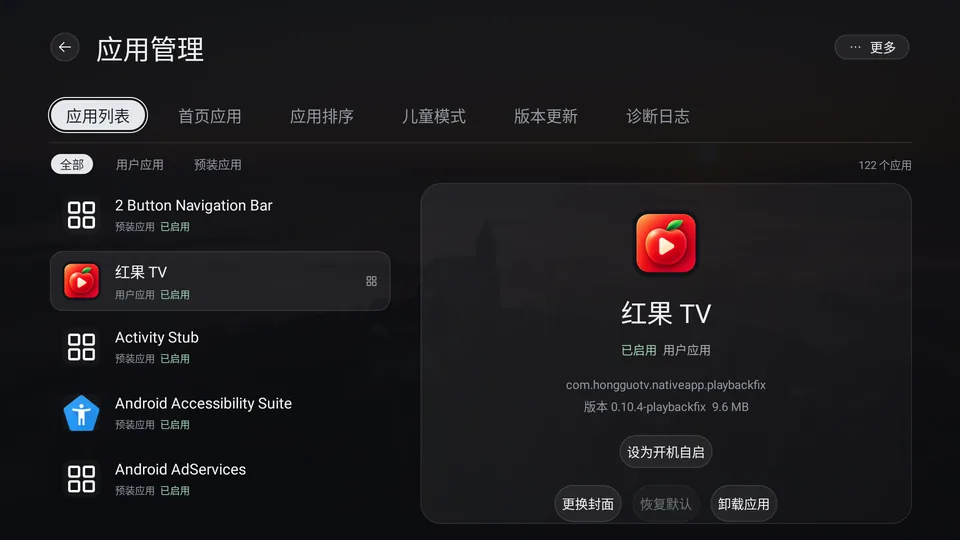 应用管理
··· 更多
应用列表 首页应用 应用排序 儿童模式 版本更新 诊断日志
全部 用户应用 预装应用
122 个应用
2 Button Navigation Bar
预装应用 已启用
红果 TV
用户应用 已启用
Activity Stub
预装应用 已启用
Android Accessibility Suite
预装应用 已启用
Android AdServices
预装应用 已启用
红果 TV
已启用 用户应用
com.hongguotv.nativeapp.playbackfix
版本 0.10.4-playbackfix 9.6 MB
设为开机自启
更换封面 恢复默认 卸载应用